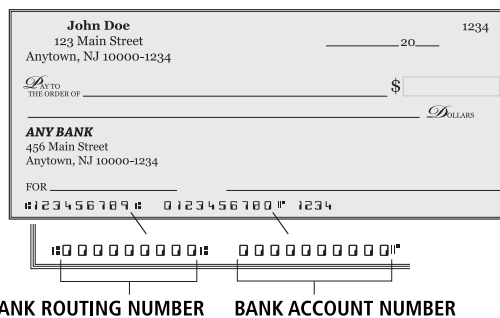 John Doe
1234
123 Main Street
20
Anytown, NJ 10000-1234
PAY TO
THE ORDER OF
$
DOLLARS
ANY BANK
456 Main Street
Anytown, NJ 10000-1234
FOR
⑆123456789⑆ 0123456780⑈ 1234
⑆000000000⑆ 0000000000⑈
BANK ROUTING NUMBER BANK ACCOUNT NUMBER